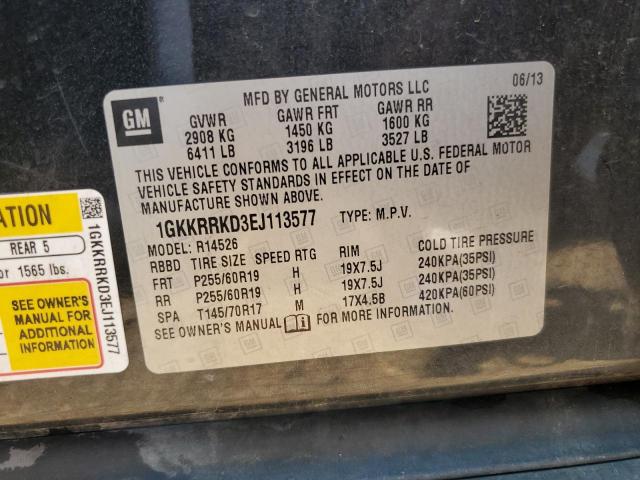 GM
MFD BY GENERAL MOTORS LLC
06/13
GVWR GAWR FRT GAWR RR
2908 KG 1450 KG 1600 KG
6411 LB 3196 LB 3527 LB
THIS VEHICLE CONFORMS TO ALL APPLICABLE U.S. FEDERAL MOTOR
VEHICLE SAFETY STANDARDS IN EFFECT ON THE DATE OF
MANUFACTURE SHOWN ABOVE.
1GKKRRKD3EJ113577 TYPE: M.P.V.
MODEL: R14526
RBBD TIRE SIZE SPEED RTG RIM COLD TIRE PRESSURE
FRT P255/60R19 H 19X7.5J 240KPA(35PSI)
RR P255/60R19 H 19X7.5J 240KPA(35PSI)
SPA T145/70R17 M 17X4.5B 420KPA(60PSI)
SEE OWNER'S MANUAL FOR MORE INFORMATION.
ATION
REAR 5
or 1565 lbs.
SEE OWNER'S
MANUAL FOR
ADDITIONAL
INFORMATION
1GKKRRKD3EJ113577